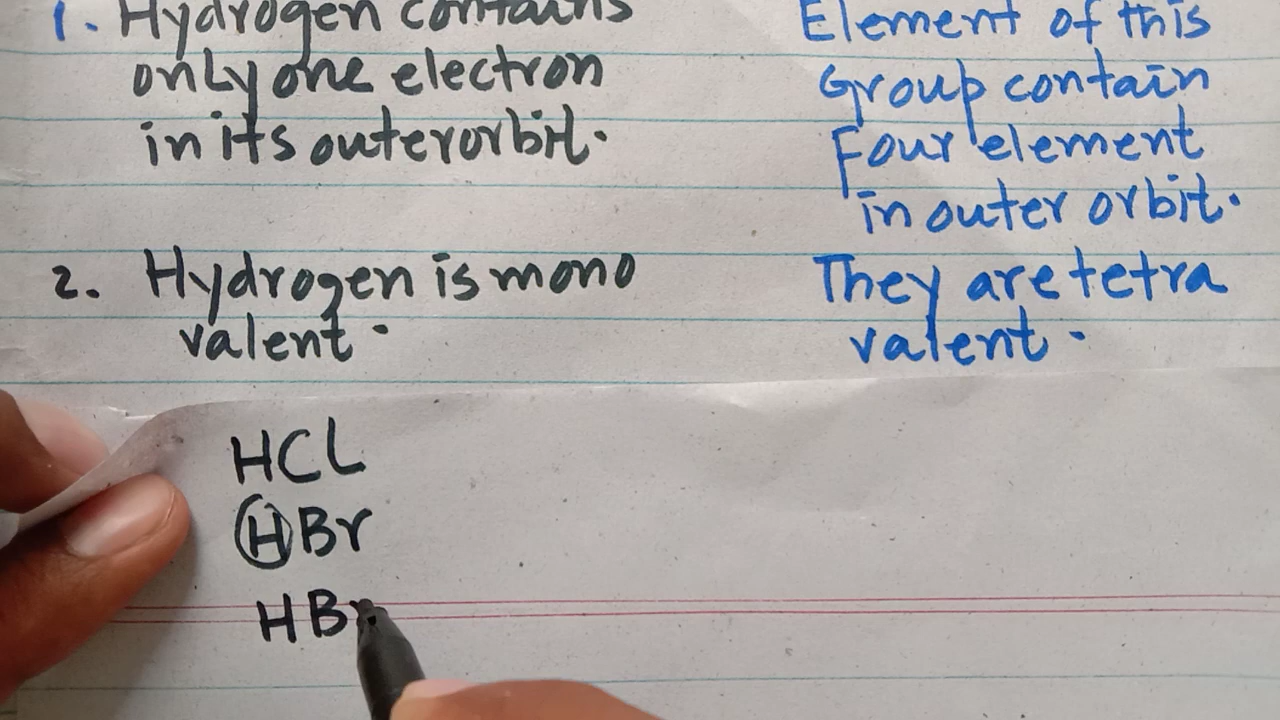 1. Hydrogen contains
only one electron
in its outerorbit.
Element of this
Group contain
Four element
in outer orbit.
2. Hydrogen is mono
valent.
They are tetra
valent.
HCL
HBr
HBr